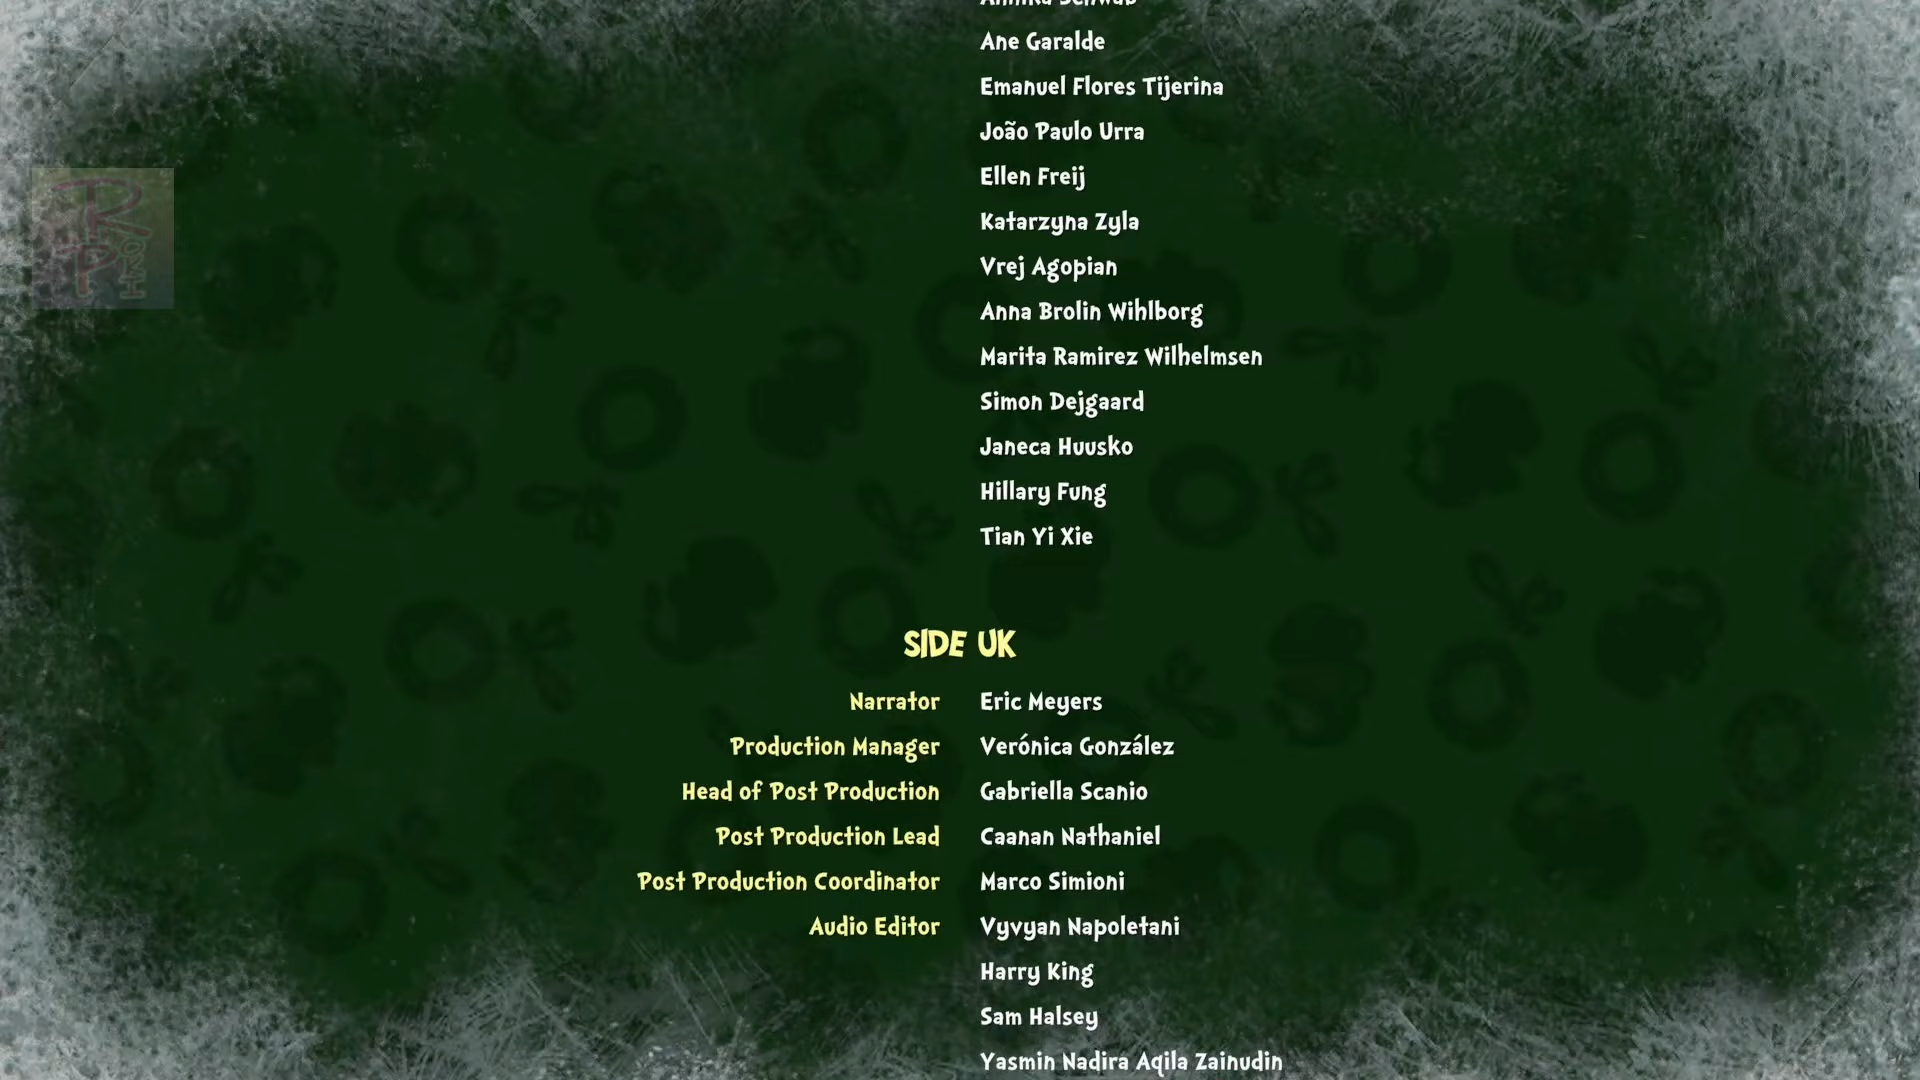 Annika Schwab
Ane Garalde
Emanuel Flores Tijerina
João Paulo Urra
Ellen Freij
Katarzyna Zyla
Vrej Agopian
Anna Brolin Wihlborg
Marita Ramirez Wilhelmsen
Simon Dejgaard
Janeca Huusko
Hillary Fung
Tian Yi Xie
SIDE UK
Narrator Eric Meyers
Production Manager Verónica González
Head of Post Production Gabriella Scanio
Post Production Lead Caanan Nathaniel
Post Production Coordinator Marco Simioni
Audio Editor Vyvyan Napoletani
Harry King
Sam Halsey
Yasmin Nadira Aqila Zainudin